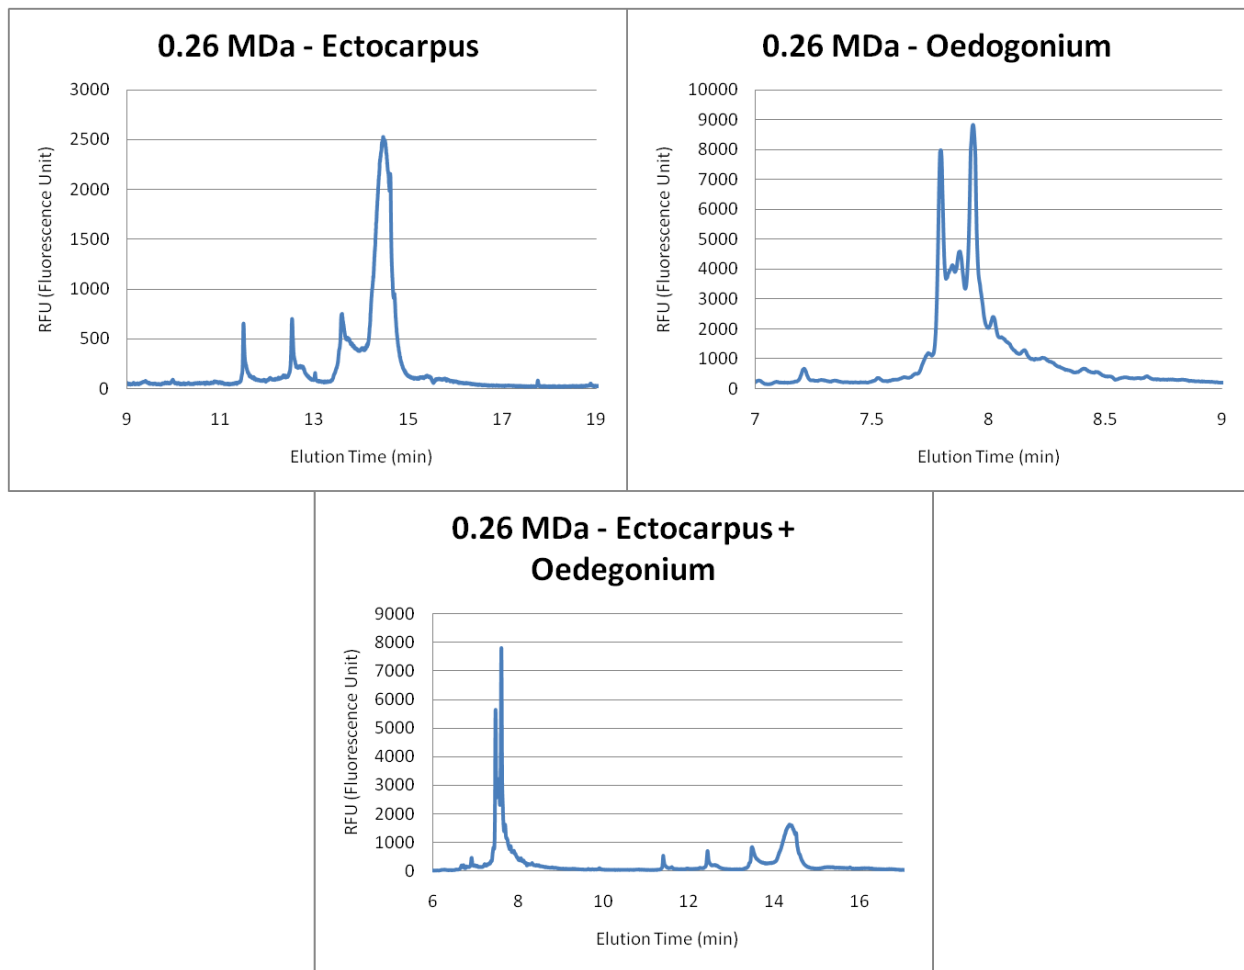 0.26 MDa - Ectocarpus
3000
2500
2000
1500
1000
500
0
RFU (Fluorescence Unit)
9 11 13 15 17 19
Elution Time (min)
0.26 MDa - Oedogonium
10000
9000
8000
7000
6000
5000
4000
3000
2000
1000
0
RFU (Fluorescence Unit)
7 7.5 8 8.5 9
Elution Time (min)
0.26 MDa - Ectocarpus +
Oedegonium
9000
8000
7000
6000
5000
4000
3000
2000
1000
0
RFU (Fluorescence Unit)
6 8 10 12 14 16
Elution Time (min)